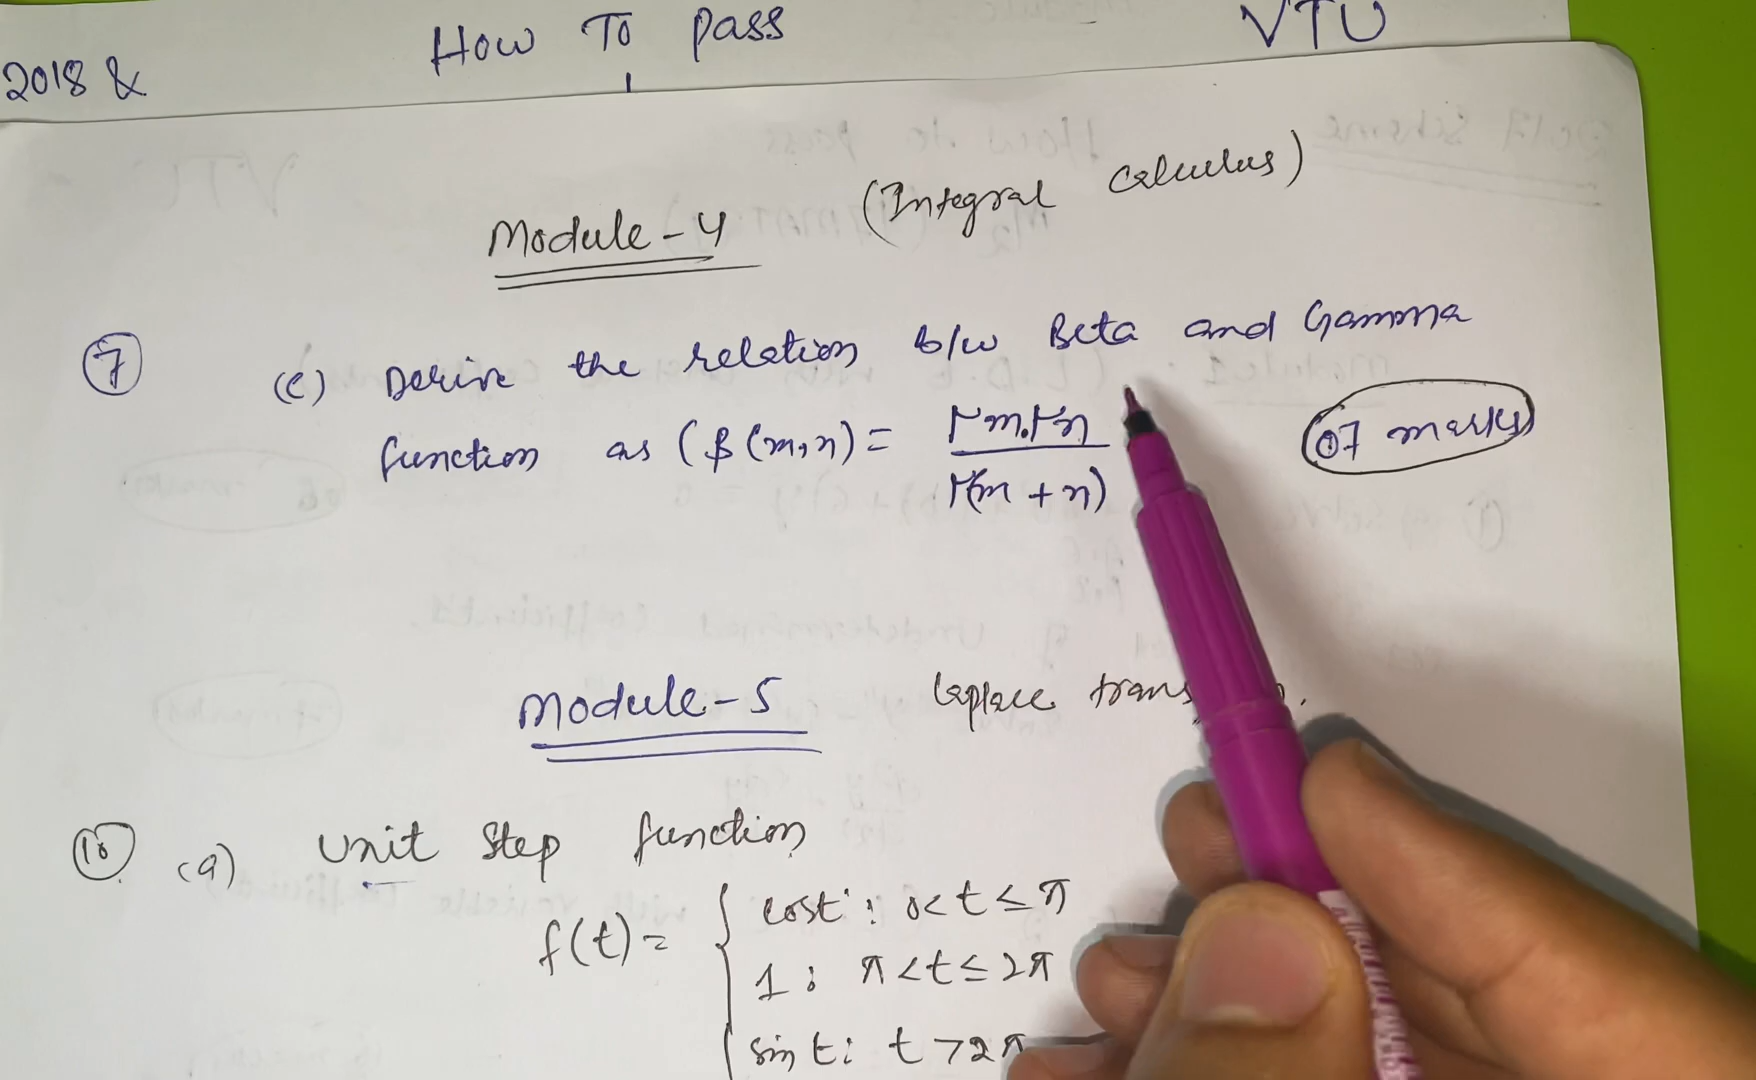 How To pass VTU
2018 &
Module-4 (Integral calculus)
7 (c) Derive the relation b/w Beta and Gamma
function as (β(m,n) = Γm.Γn / Γ(m+n) 07 marks
Module-5 Laplace trans
10 (a) Unit Step function
f(t)= { cost : 0<t≤π
1 : π<t≤2π
sin t : t>2π